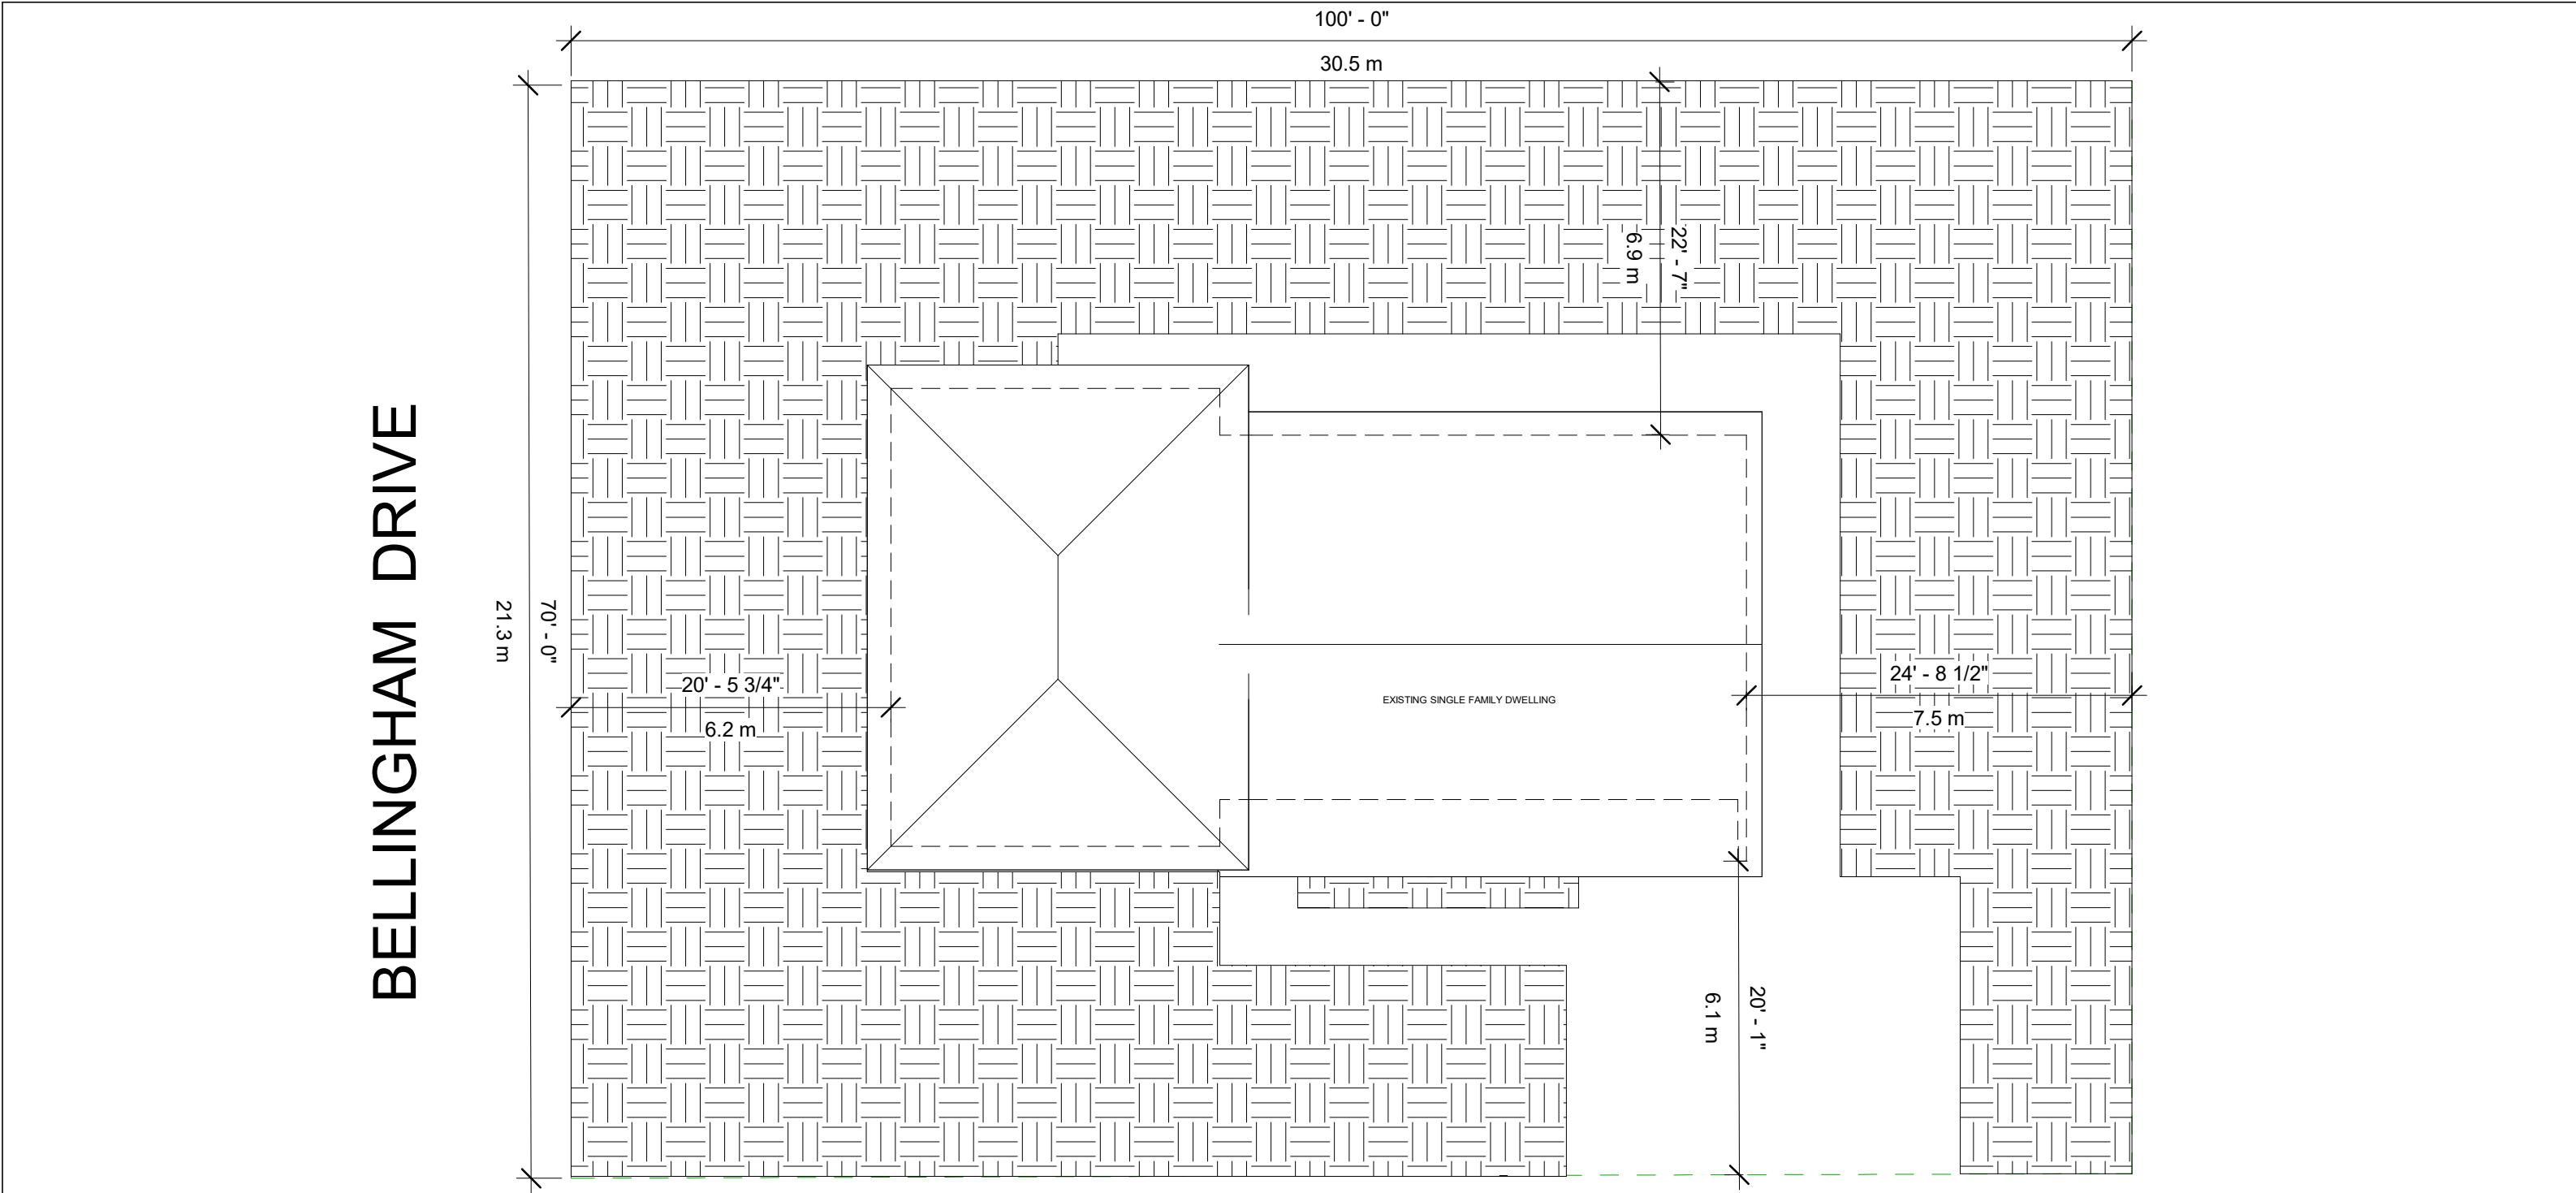 100' - 0"
30.5 m
22' - 7"
6.9 m
BELLINGHAM DRIVE
70' - 0"
21.3 m
20' - 5 3/4"
6.2 m
EXISTING SINGLE FAMILY DWELLING
24' - 8 1/2"
7.5 m
20' - 1"
6.1 m